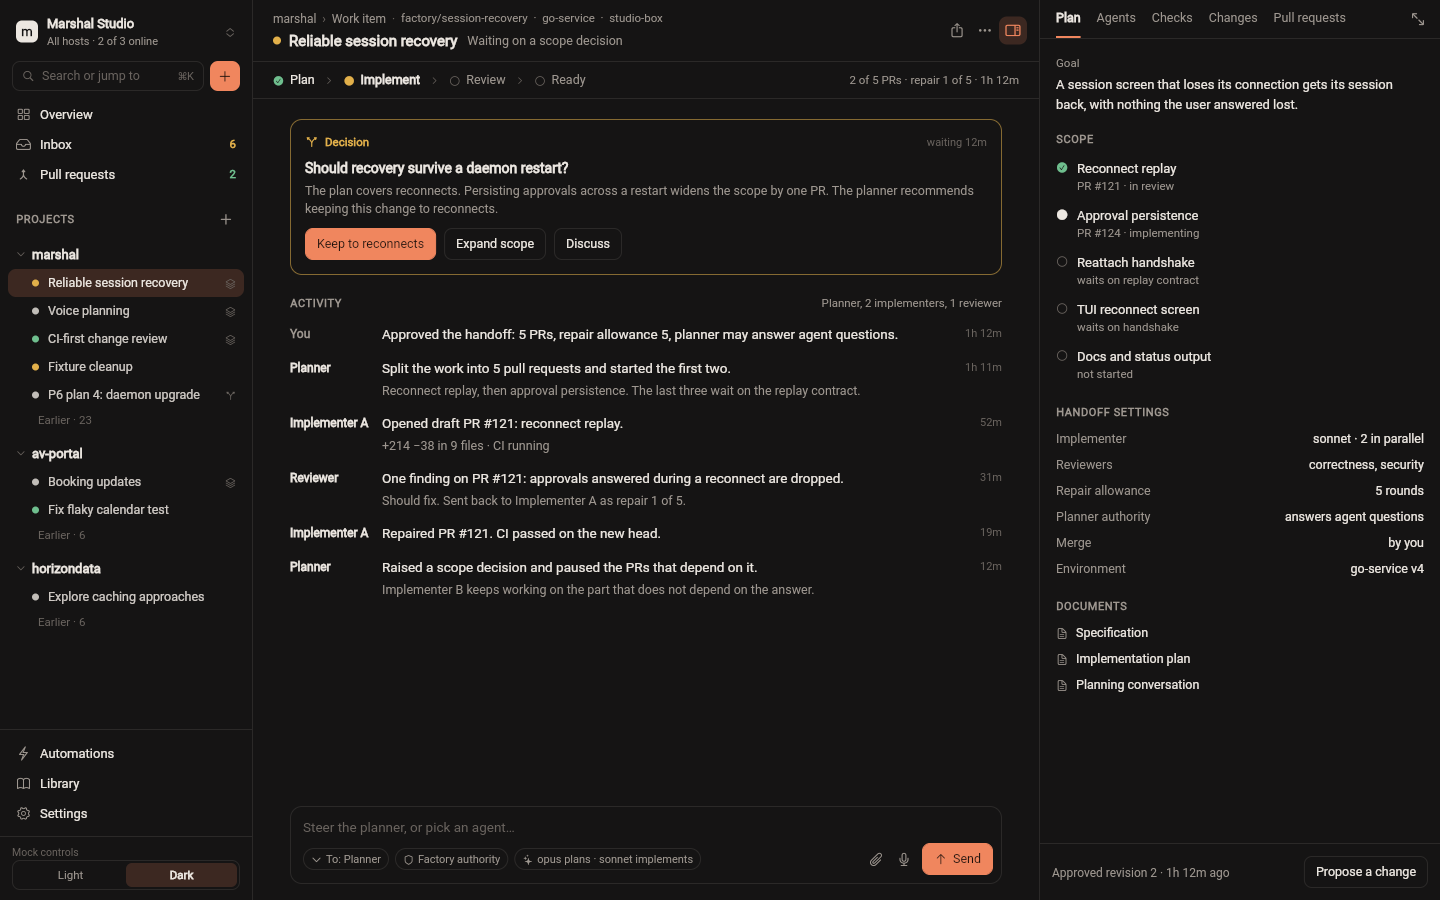 m
Marshal Studio
All hosts · 2 of 3 online
Search or jump to ⌘K
Overview
Inbox 6
Pull requests 2
PROJECTS
marshal
Reliable session recovery
Voice planning
CI-first change review
Fixture cleanup
P6 plan 4: daemon upgrade
Earlier · 23
av-portal
Booking updates
Fix flaky calendar test
Earlier · 6
horizondata
Explore caching approaches
Earlier · 6
Automations
Library
Settings
Mock controls
Light Dark
marshal › Work item · factory/session-recovery · go-service · studio-box
Reliable session recovery Waiting on a scope decision
Plan Implement Review Ready 2 of 5 PRs · repair 1 of 5 · 1h 12m
Decision waiting 12m
Should recovery survive a daemon restart?
The plan covers reconnects. Persisting approvals across a restart widens the scope by one PR. The planner recommends
keeping this change to reconnects.
Keep to reconnects Expand scope Discuss
ACTIVITY Planner, 2 implementers, 1 reviewer
You Approved the handoff: 5 PRs, repair allowance 5, planner may answer agent questions. 1h 12m
Planner Split the work into 5 pull requests and started the first two. 1h 11m
Reconnect replay, then approval persistence. The last three wait on the replay contract.
Implementer A Opened draft PR #121: reconnect replay. 52m
+214 −38 in 9 files · CI running
Reviewer One finding on PR #121: approvals answered during a reconnect are dropped. 31m
Should fix. Sent back to Implementer A as repair 1 of 5.
Implementer A Repaired PR #121. CI passed on the new head. 19m
Planner Raised a scope decision and paused the PRs that depend on it. 12m
Implementer B keeps working on the part that does not depend on the answer.
Steer the planner, or pick an agent…
To: Planner Factory authority opus plans · sonnet implements Send
Plan Agents Checks Changes Pull requests
Goal
A session screen that loses its connection gets its session
back, with nothing the user answered lost.
SCOPE
Reconnect replay
PR #121 · in review
Approval persistence
PR #124 · implementing
Reattach handshake
waits on replay contract
TUI reconnect screen
waits on handshake
Docs and status output
not started
HANDOFF SETTINGS
Implementer sonnet · 2 in parallel
Reviewers correctness, security
Repair allowance 5 rounds
Planner authority answers agent questions
Merge by you
Environment go-service v4
DOCUMENTS
Specification
Implementation plan
Planning conversation
Approved revision 2 · 1h 12m ago Propose a change